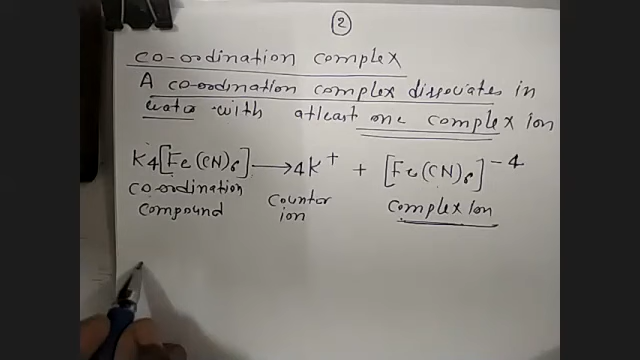 2
co-ordination complex
A co-ordination complex dissociates in
water with atleast one complex ion
K4[Fe(CN)6] → 4K+ + [Fe(CN)6]-4
co-ordination compound
counter ion
complex ion